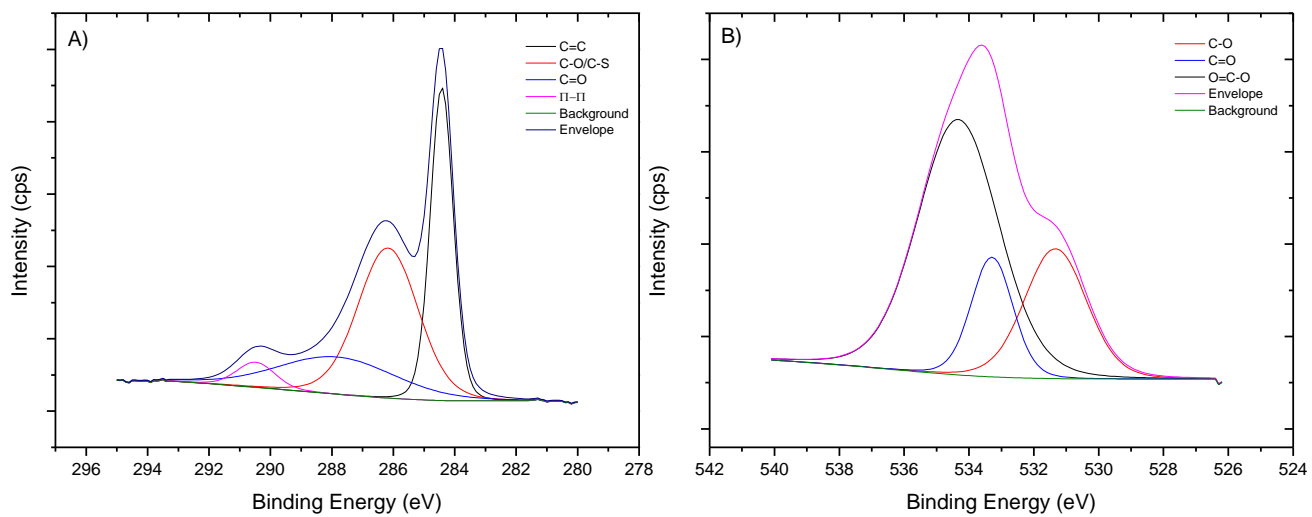 A)
C=C
C-O/C-S
C=O
Π–Π
Background
Envelope
Intensity (cps)
296 294 292 290 288 286 284 282 280 278
Binding Energy (eV)
B)
C-O
C=O
O=C-O
Envelope
Background
Intensity (cps)
542 540 538 536 534 532 530 528 526 524
Binding Energy (eV)